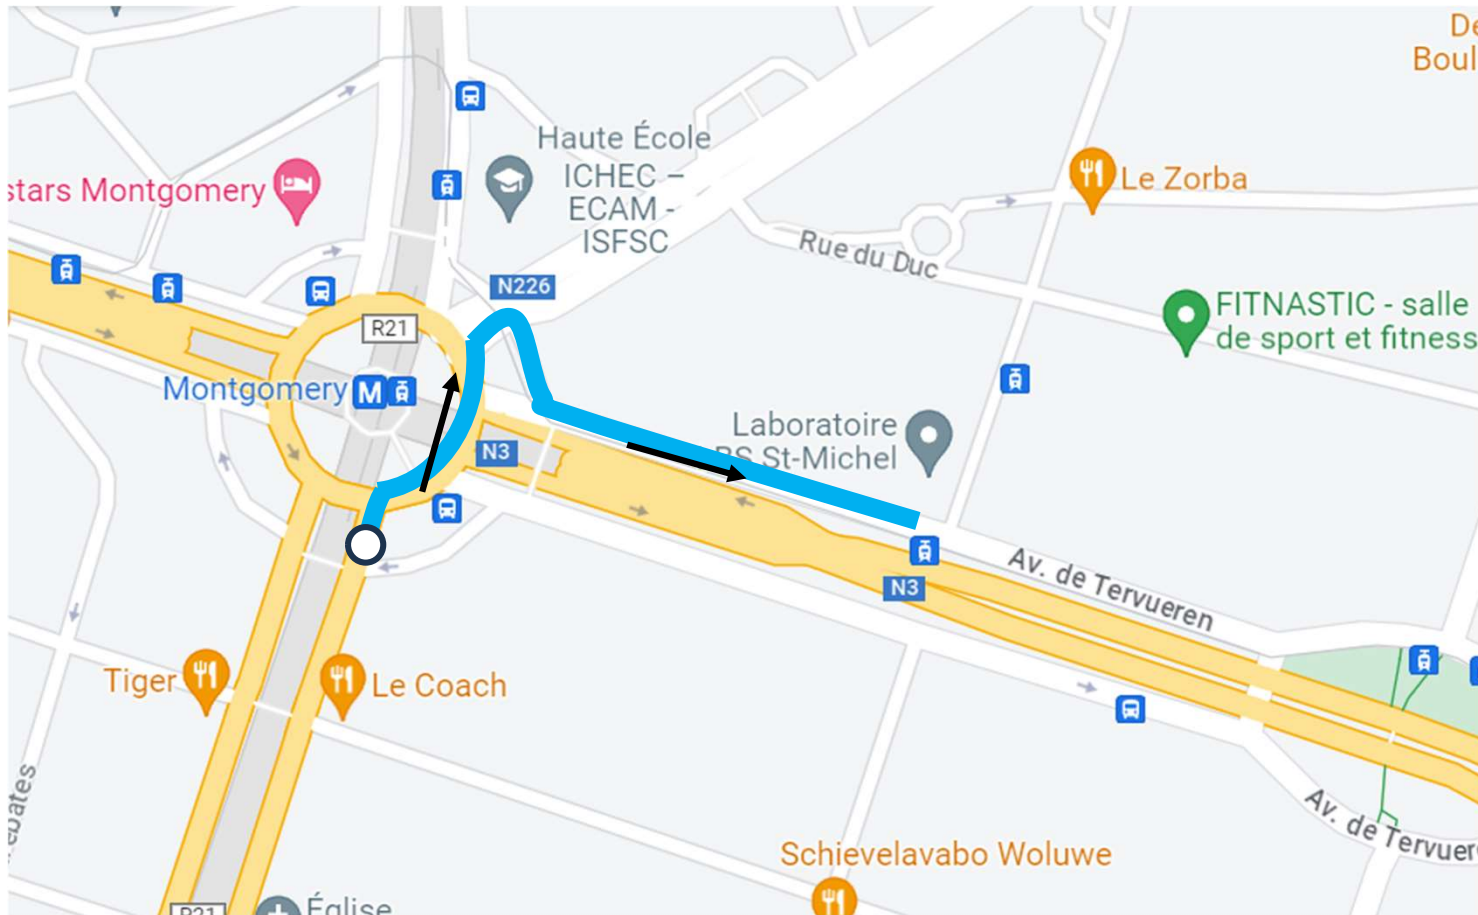 De
Boul
Haute École
ICHEC –
ECAM -
ISFSC
stars Montgomery
Le Zorba
Rue du Duc
N226
R21
FITNASTIC - salle
de sport et fitness
Montgomery M
N3
Laboratoire
BS St-Michel
Av. de Tervueren
N3
Tiger
Le Coach
Av. de Tervuer
Schievelavabo Woluwe
R21
Église